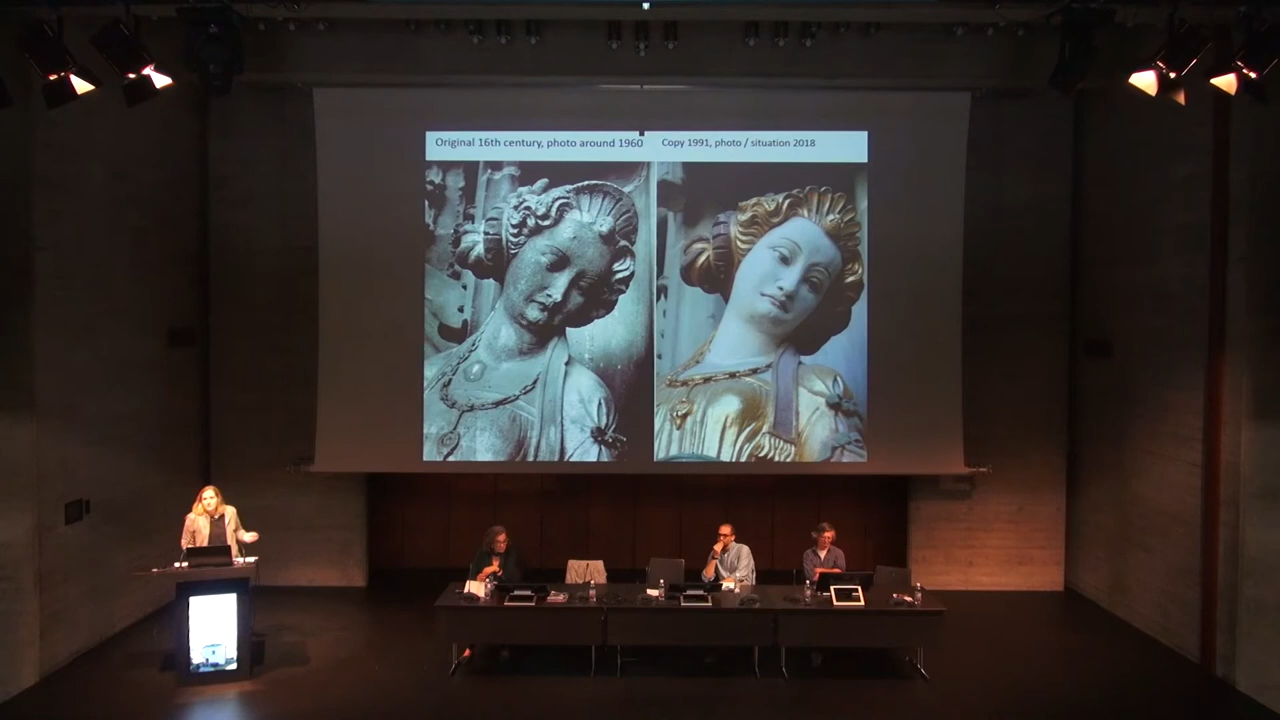 Original 16th century, photo around 1960
Copy 1991, photo / situation 2018